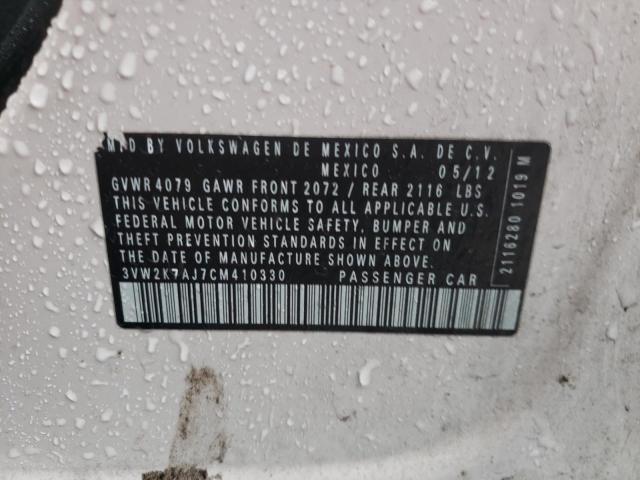 MFD BY VOLKSWAGEN DE MEXICO S.A. DE C.V.
MEXICO 05/12
GVWR 4079 GAWR FRONT 2072 / REAR 2116 LBS
THIS VEHICLE CONFORMS TO ALL APPLICABLE U.S.
FEDERAL MOTOR VEHICLE SAFETY, BUMPER AND
THEFT PREVENTION STANDARDS IN EFFECT ON
THE DATE OF MANUFACTURE SHOWN ABOVE.
3VW2K7AJ7CM410330 PASSENGER CAR
2116280 1019 M